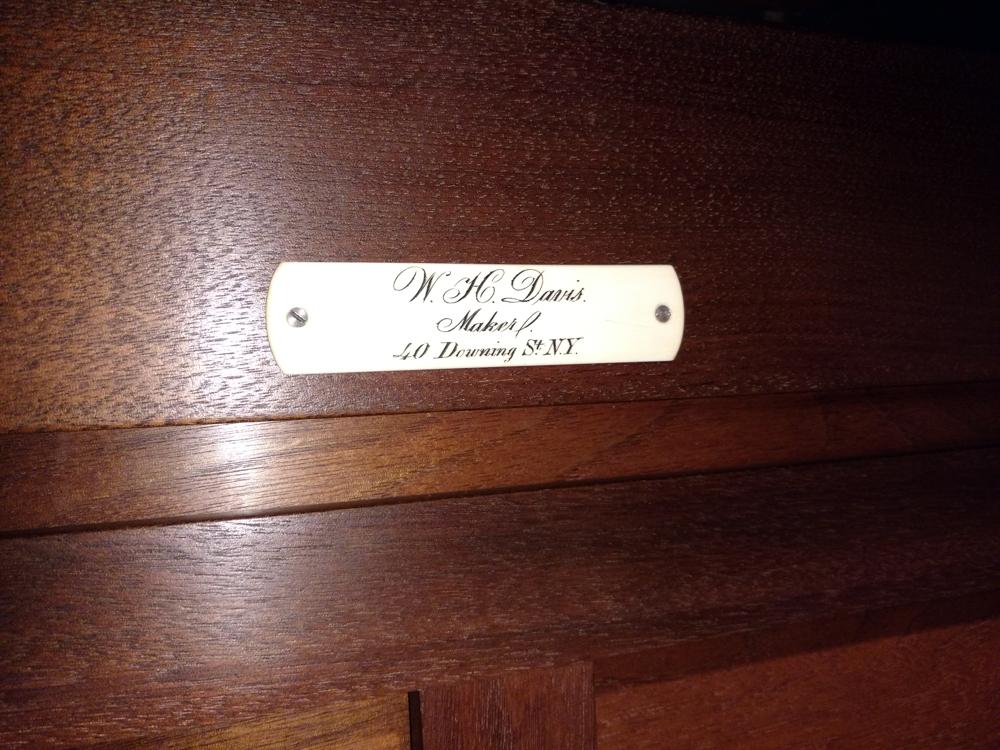 W. H. Davis.
Maker.
40 Downing St. N.Y.